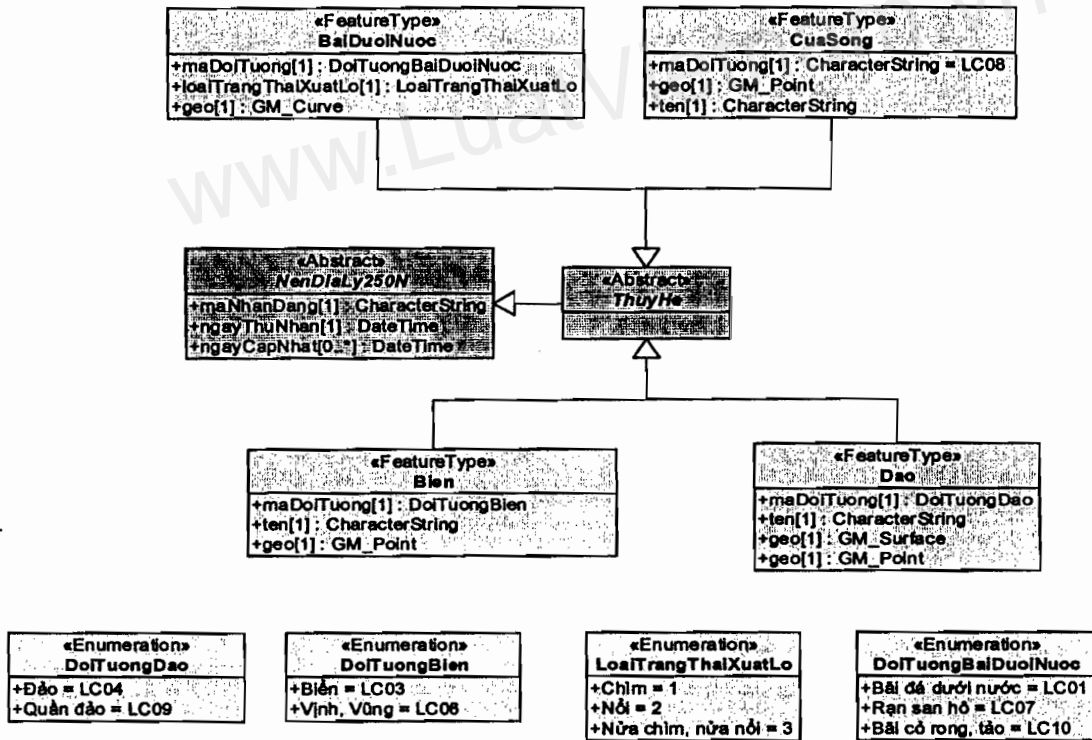 «FeatureType»
BaiDuoiNuoc
+maDoiTuong[1] : DoiTuongBaiDuoiNuoc
+loaiTrangThaiXuatLo[1] : LoaiTrangThaiXuatLo
+geo[1] : GM_Curve
«FeatureType»
CuaSong
+maDoiTuong[1] : CharacterString = LC08
+geo[1] : GM_Point
+ten[1] : CharacterString
«Abstract»
NenDiaLy250N
+maNhanDang[1] : CharacterString
+ngayThuNhan[1] : DateTime
+ngayCapNhat[0..*] : DateTime
«Abstract»
ThuyHe
«FeatureType»
Bien
+maDoiTuong[1] : DoiTuongBien
+ten[1] : CharacterString
+geo[1] : GM_Point
«FeatureType»
Dao
+maDoiTuong[1] : DoiTuongDao
+ten[1] : CharacterString
+geo[1] : GM_Surface
+geo[1] : GM_Point
«Enumeration»
DoiTuongDao
+Đảo = LC04
+Quần đảo = LC09
«Enumeration»
DoiTuongBien
+Biển = LC03
+Vịnh, Vũng = LC06
«Enumeration»
LoaiTrangThaiXuatLo
+Chìm = 1
+Nổi = 2
+Nửa chìm, nửa nổi = 3
«Enumeration»
DoiTuongBaiDuoiNuoc
+Bãi đá dưới nước = LC01
+Rạn san hô = LC07
+Bãi cỏ rong, tảo = LC10